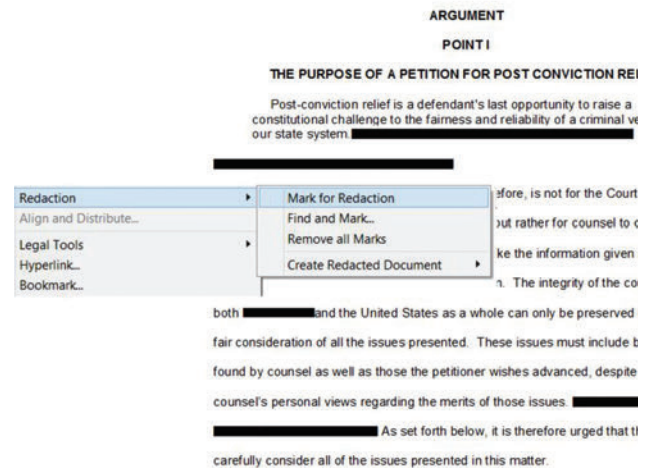 ARGUMENT
POINT I
THE PURPOSE OF A PETITION FOR POST CONVICTION
Post-conviction relief is a defendant's last opportunity to raise a
constitutional challenge to the fairness and reliability of a criminal
our state system.
Redaction
Align and Distribute...
Legal Tools
Hyperlink...
Bookmark...
Mark for Redaction
Find and Mark...
Remove all Marks
Create Redacted Document
efore, is not for the Court
but rather for counsel to
ke the information given
The integrity of the
both and the United States as a whole can only be preserved
fair consideration of all the issues presented. These issues must include
found by counsel as well as those the petitioner wishes advanced, despite
counsel's personal views regarding the merits of those issues.
As set forth below, it is therefore urged that
carefully consider all of the issues presented in this matter.